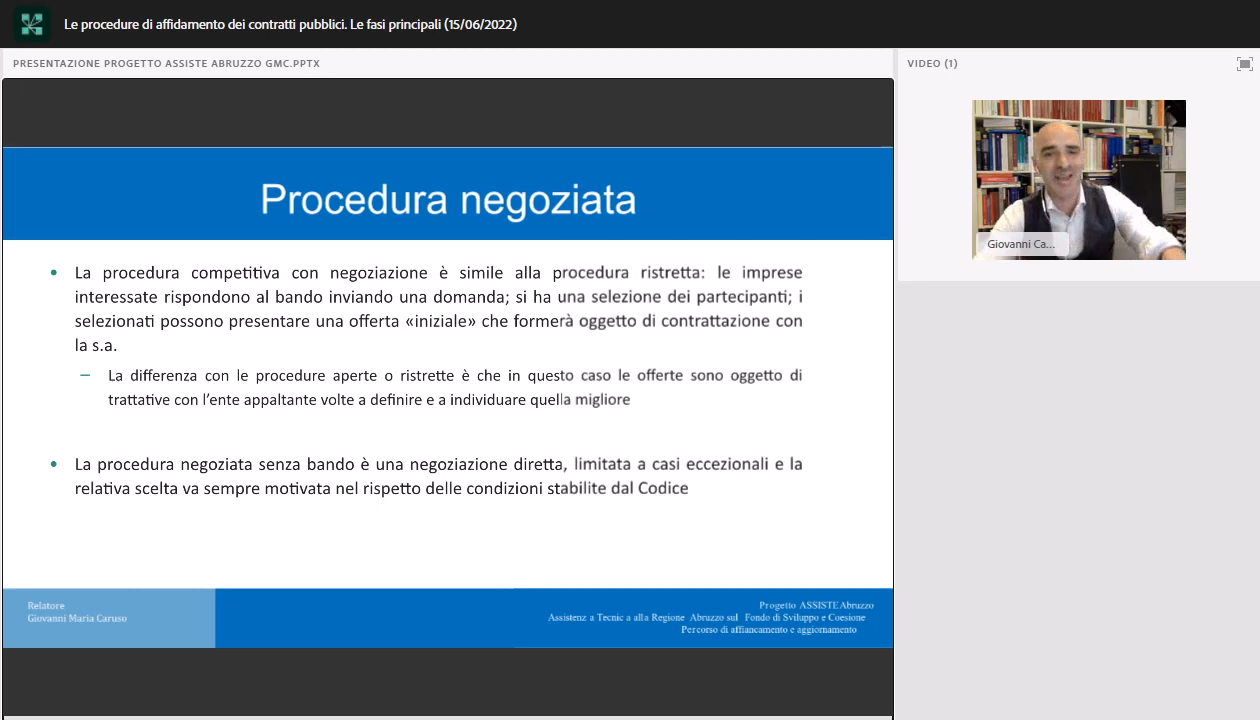 Le procedure di affidamento dei contratti pubblici. Le fasi principali (15/06/2022)
PRESENTAZIONE PROGETTO ASSISTE ABRUZZO GMC.PPTX
VIDEO (1)
Procedura negoziata
• La procedura competitiva con negoziazione è simile alla procedura ristretta: le imprese
interessate rispondono al bando inviando una domanda; si ha una selezione dei partecipanti; i
selezionati possono presentare una offerta «iniziale» che formerà oggetto di contrattazione con
la s.a.
– La differenza con le procedure aperte o ristrette è che in questo caso le offerte sono oggetto di
trattative con l'ente appaltante volte a definire e a individuare quella migliore
• La procedura negoziata senza bando è una negoziazione diretta, limitata a casi eccezionali e la
relativa scelta va sempre motivata nel rispetto delle condizioni stabilite dal Codice
Giovanni Ca...
Relatore
Giovanni Maria Caruso
Progetto ASSISTE Abruzzo
Assistenz a Tecnic a alla Regione Abruzzo sul Fondo di Sviluppo e Coesione
Percorso di affiancamento e aggiornamento